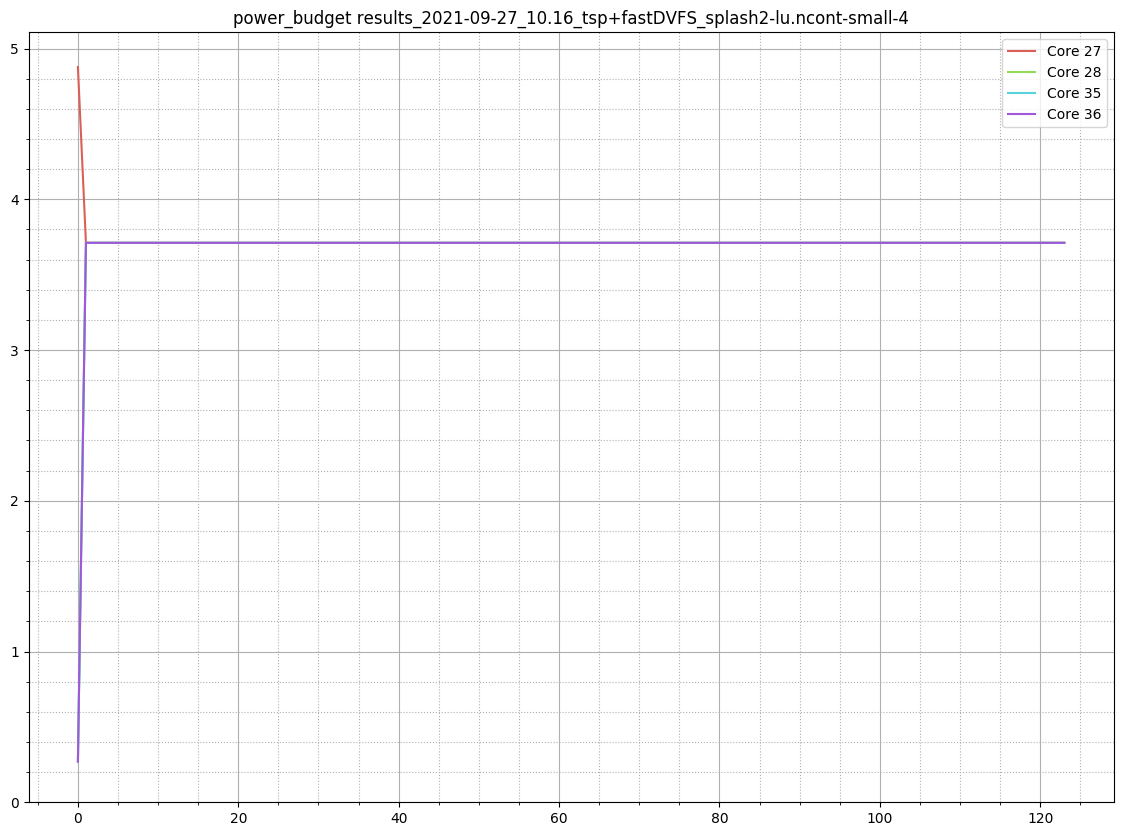 power_budget results_2021-09-27_10.16_tsp+fastDVFS_splash2-lu.ncont-small-4
5
4
3
2
1
0
Core 27
Core 28
Core 35
Core 36
0 20 40 60 80 100 120